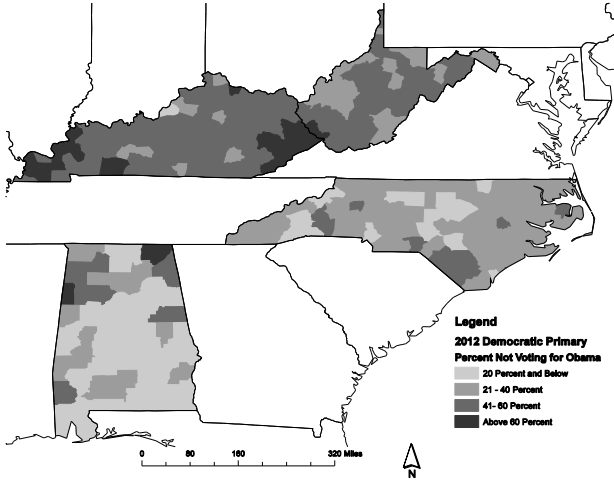 Legend
2012 Democratic Primary
Percent Not Voting for Obama
20 Percent and Below
21 - 40 Percent
41- 60 Percent
Above 60 Percent
0 80 160 320 Miles
N